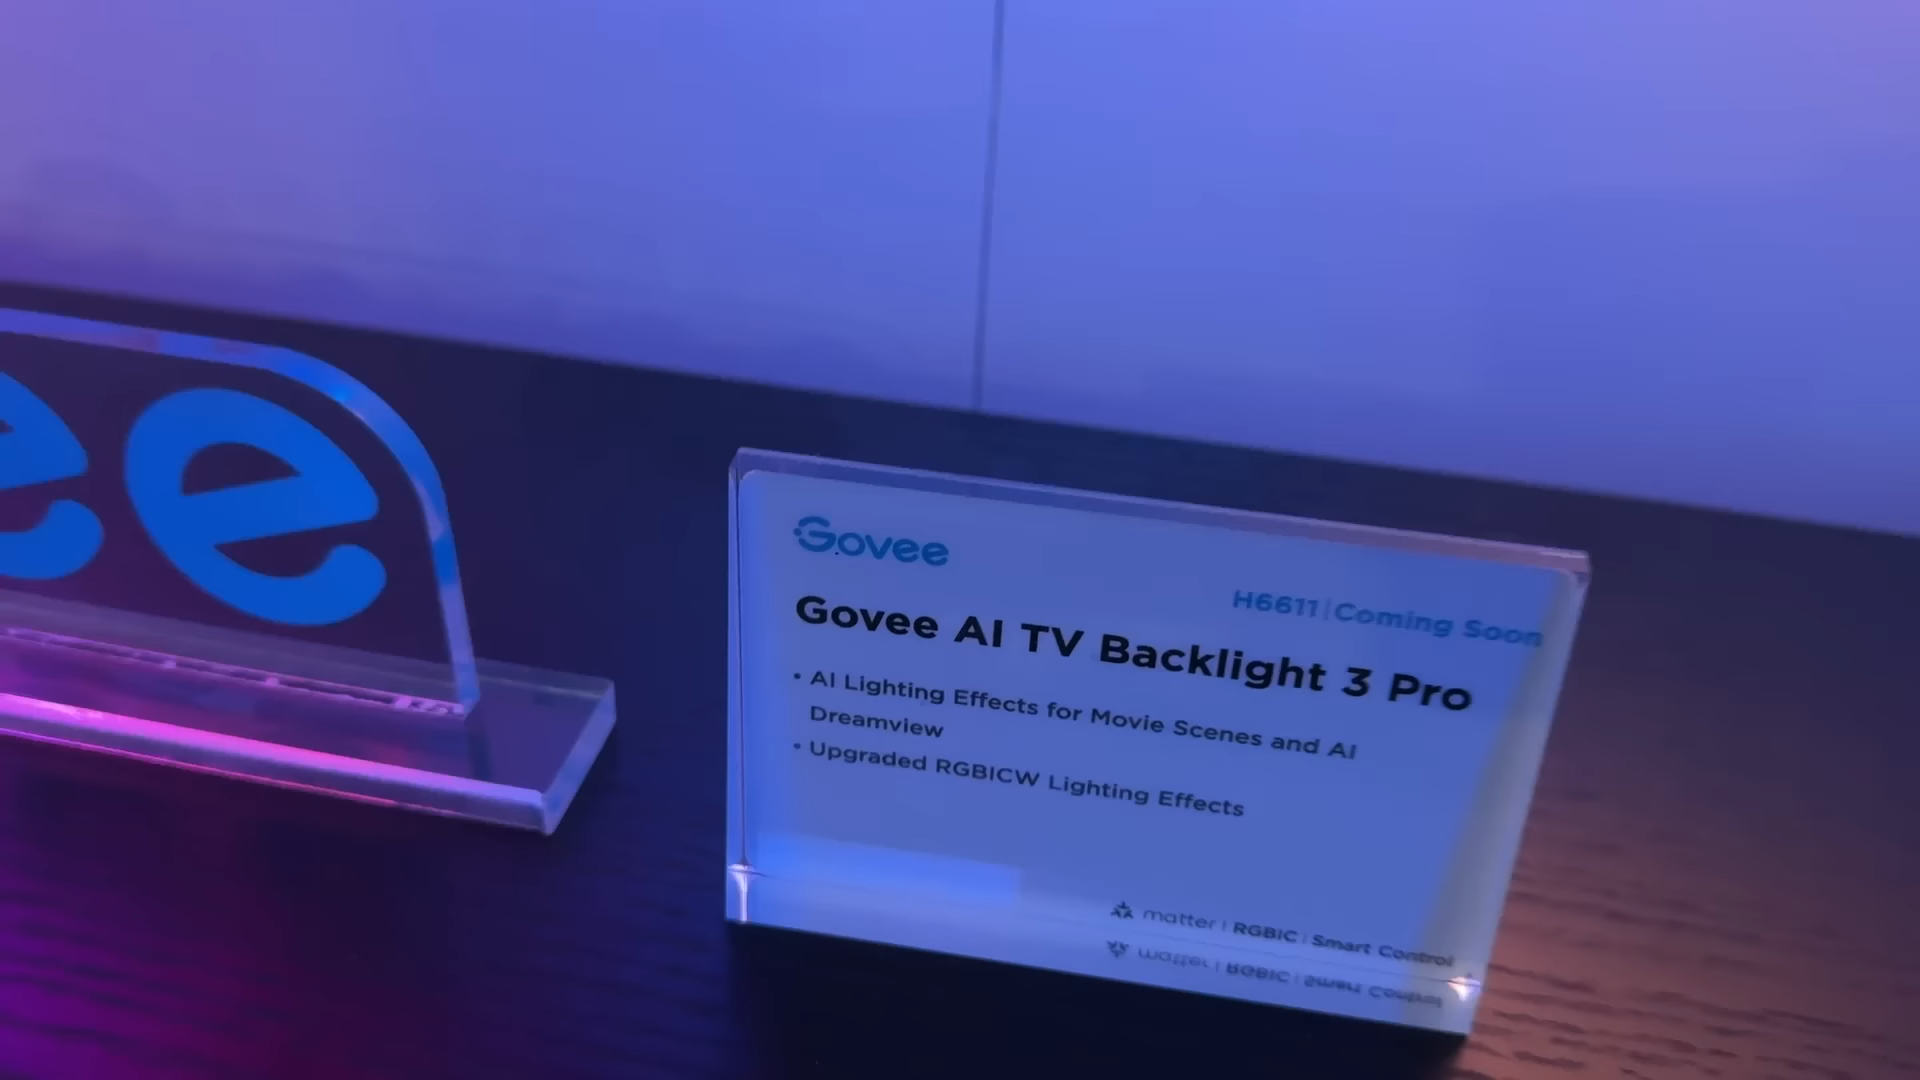 ee
Govee
H6611 | Coming Soon
Govee AI TV Backlight 3 Pro
• AI Lighting Effects for Movie Scenes and AI
Dreamview
• Upgraded RGBICW Lighting Effects
matter | RGBIC | Smart Control